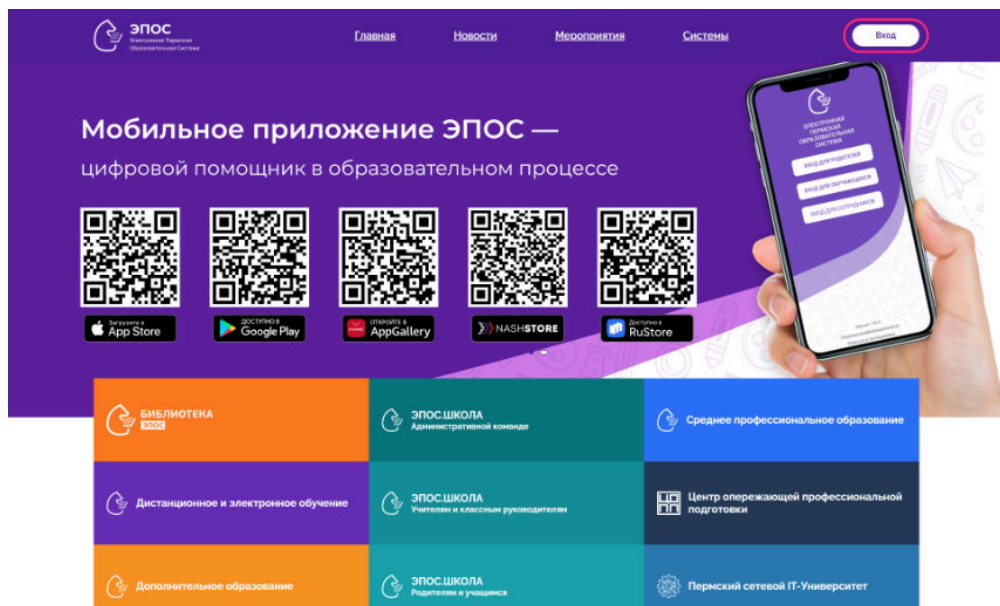 ЭПОС
Электронная Пермская
Образовательная Система
Главная
Новости
Мероприятия
Системы
Вход
Мобильное приложение ЭПОС —
цифровой помощник в образовательном процессе
Загрузите в
App Store
ДОСТУПНО В
Google Play
ОТКРОЙТЕ В
AppGallery
NASHSTORE
Доступно в
RuStore
ЭЛЕКТРОННАЯ
ПЕРМСКАЯ
ОБРАЗОВАТЕЛЬНАЯ
СИСТЕМА
ВХОД ДЛЯ РОДИТЕЛЕЙ
ВХОД ДЛЯ ОБУЧАЮЩИХСЯ
ВХОД ДЛЯ СОТРУДНИКОВ
БИБЛИОТЕКА
ЭПОС
ЭПОС.ШКОЛА
Административной команде
Среднее профессиональное образование
Дистанционное и электронное обучение
ЭПОС.ШКОЛА
Учителям и классным руководителям
Центр опережающей профессиональной
подготовки
Дополнительное образование
ЭПОС.ШКОЛА
Родителям и учащимся
Пермский сетевой IT-Университет